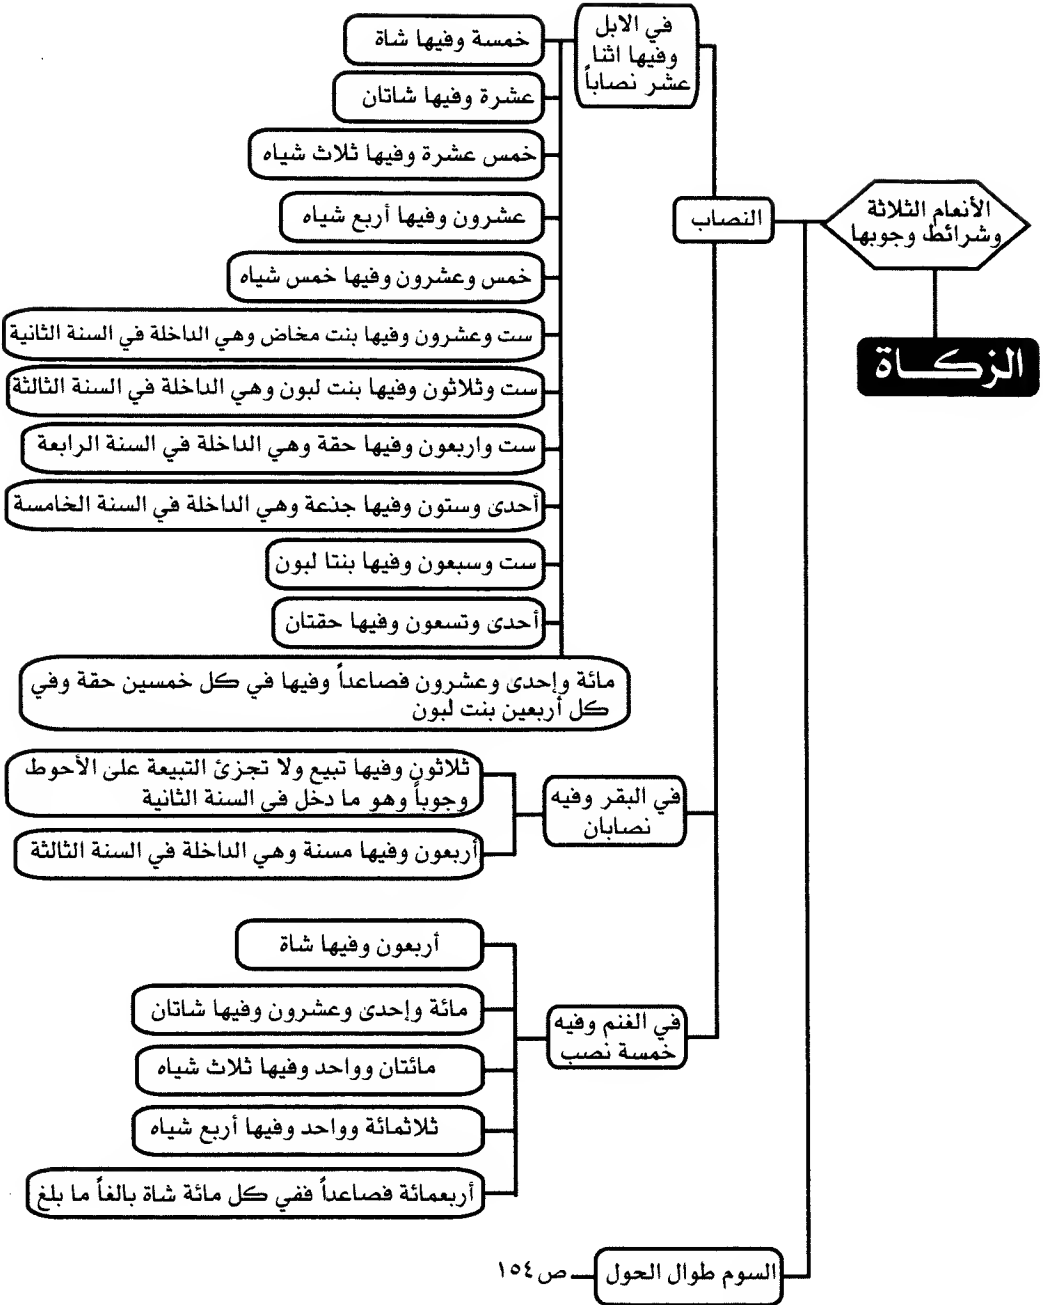 الزكاة
الأنعام الثلاثة
وشرائط وجوبها
النصاب
في الابل
وفيها اثنا
عشر نصاباً
خمسة وفيها شاة
عشرة وفيها شاتان
خمس عشرة وفيها ثلاث شياه
عشرون وفيها أربع شياه
خمس وعشرون وفيها خمس شياه
ست وعشرون وفيها بنت مخاض وهي الداخلة في السنة الثانية
ست وثلاثون وفيها بنت لبون وهي الداخلة في السنة الثالثة
ست واربعون وفيها حقة وهي الداخلة في السنة الرابعة
أحدى وستون وفيها جذعة وهي الداخلة في السنة الخامسة
ست وسبعون وفيها بنتا لبون
أحدى وتسعون وفيها حقتان
مائة وإحدى وعشرون فصاعداً وفيها في كل خمسين حقة وفي
كل أربعين بنت لبون
في البقر وفيه
نصابان
ثلاثون وفيها تبيع ولا تجزئ التبيعة على الأحوط
وجوباً وهو ما دخل في السنة الثانية
أربعون وفيها مسنة وهي الداخلة في السنة الثالثة
في الغنم وفيه
خمسة نصب
أربعون وفيها شاة
مائة وإحدى وعشرون وفيها شاتان
مائتان وواحد وفيها ثلاث شياه
ثلاثمائة وواحد وفيها أربع شياه
أربعمائة فصاعداً ففي كل مائة شاة بالغاً ما بلغ
السوم طوال الحول
ص ١٥٤